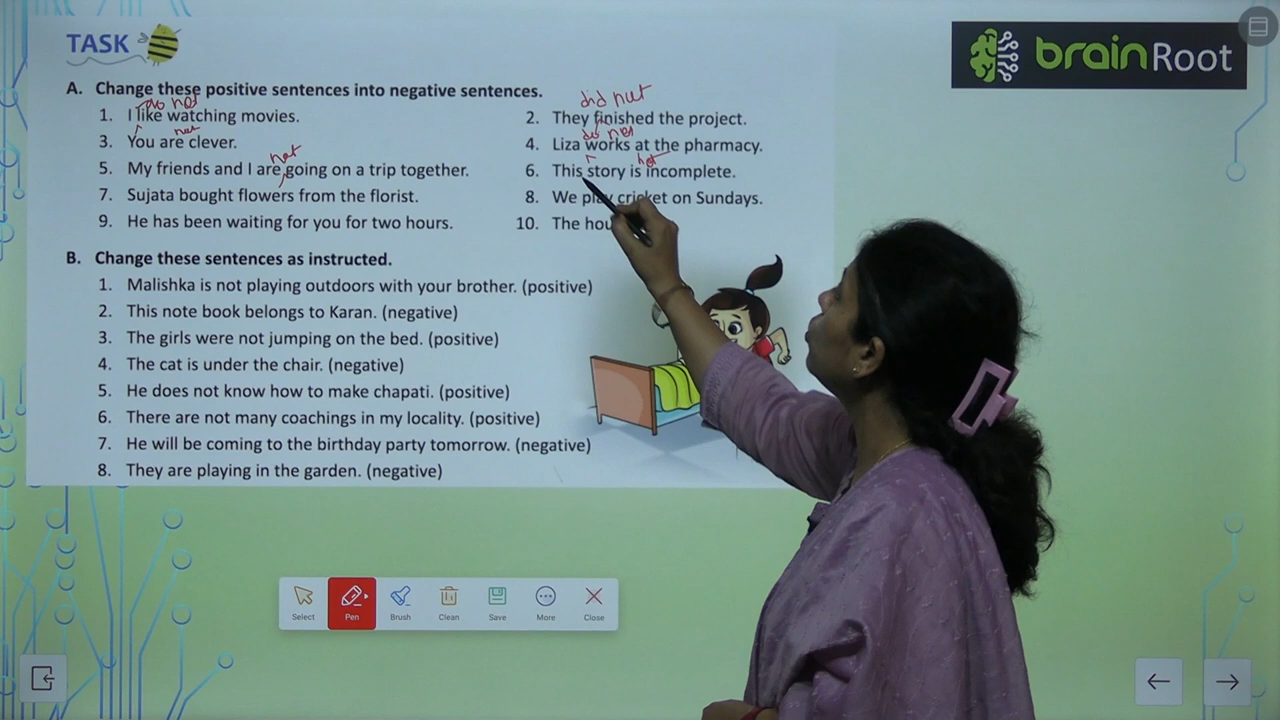 TASK
brainRoot
A. Change these positive sentences into negative sentences.
do not
did not
1. I like watching movies.
2. They finished the project.
not
do not
3. You are clever.
4. Liza works at the pharmacy.
not
not
5. My friends and I are going on a trip together.
6. This story is incomplete.
7. Sujata bought flowers from the florist.
8. We play cricket on Sundays.
9. He has been waiting for you for two hours.
10. The
B. Change these sentences as instructed.
1. Malishka is not playing outdoors with your brother. (positive)
2. This note book belongs to Karan. (negative)
3. The girls were not jumping on the bed. (positive)
4. The cat is under the chair. (negative)
5. He does not know how to make chapati. (positive)
6. There are not many coachings in my locality. (positive)
7. He will be coming to the birthday party tomorrow. (negative)
8. They are playing in the garden. (negative)
Select Pen Brush Clean Save More Close